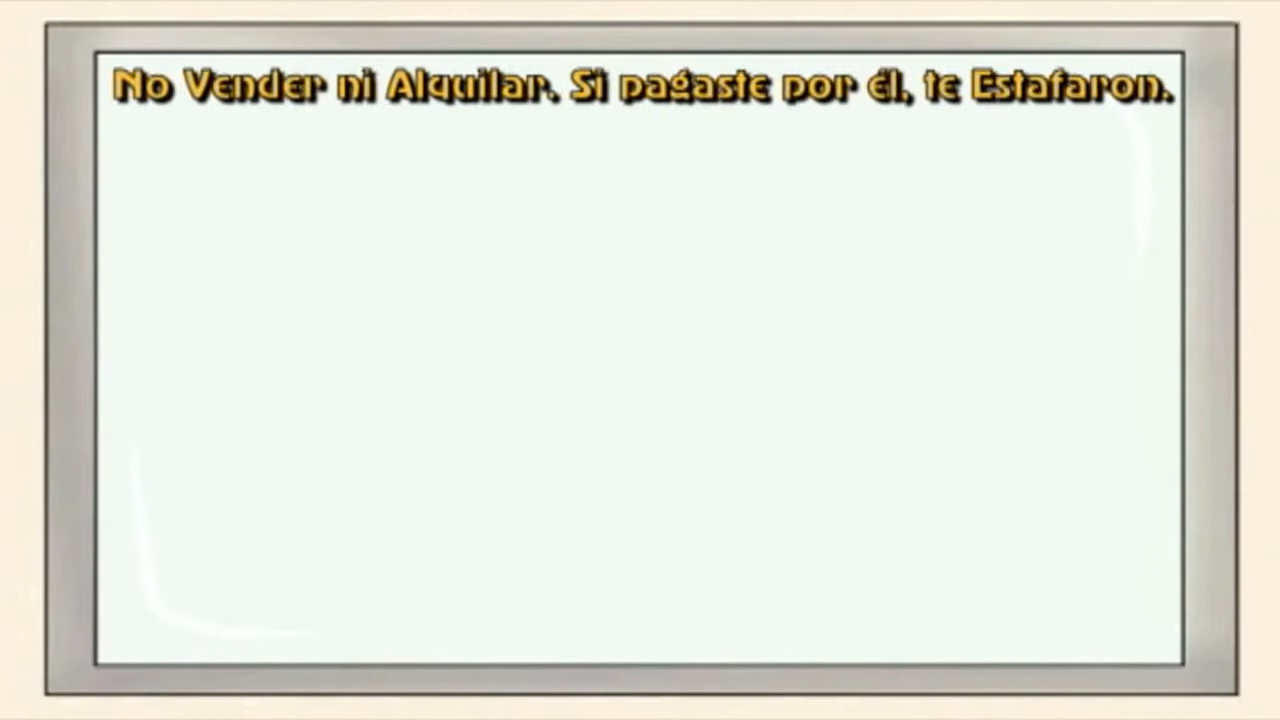 No Vender ni Alquilar. Si pagaste por él, te Estafaron.